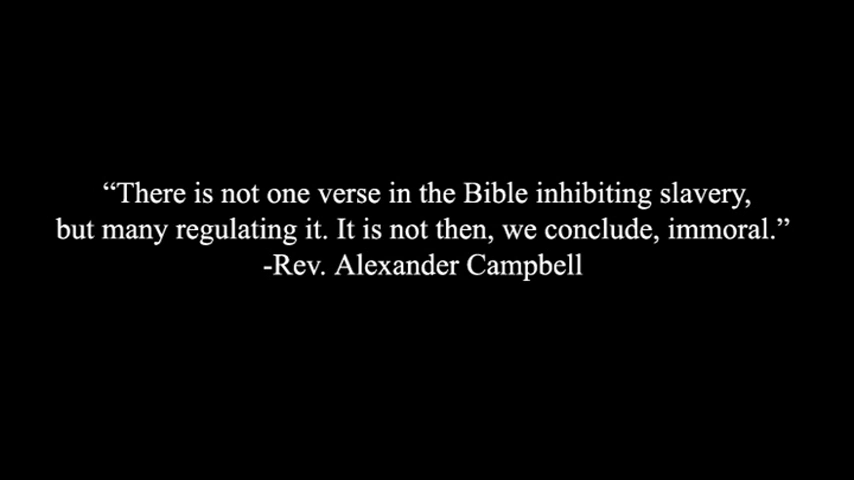 “There is not one verse in the Bible inhibiting slavery,
but many regulating it. It is not then, we conclude, immoral.”
-Rev. Alexander Campbell